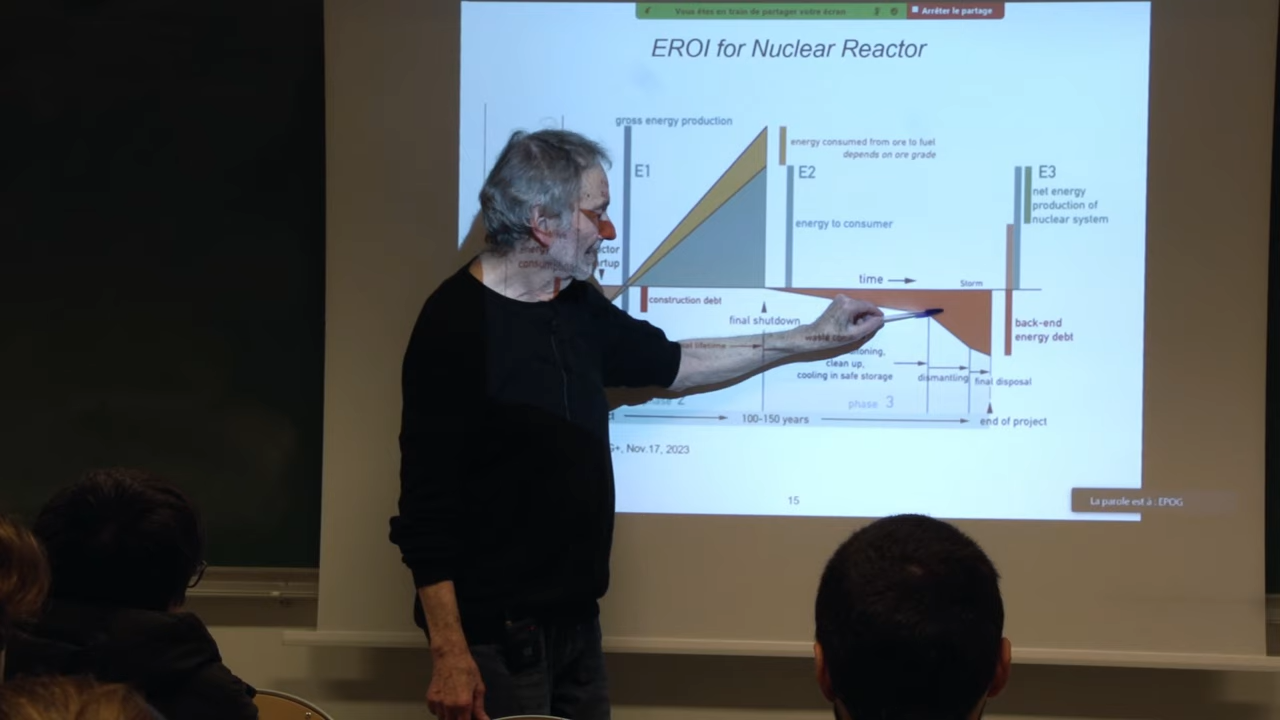 Vous êtes en train de partager votre écran
Arrêter le partage
EROI for Nuclear Reactor
gross energy production
energy consumed from ore to fuel
depends on ore grade
E1
E2
E3
net energy
production of
nuclear system
energy to consumer
time
Storm
construction debt
final shutdown
back-end
energy debt
lifetime
clean up,
cooling in safe storage
dismantling
final disposal
phase 3
100-150 years
end of project
Nov.17, 2023
15
La parole est à : EPOG